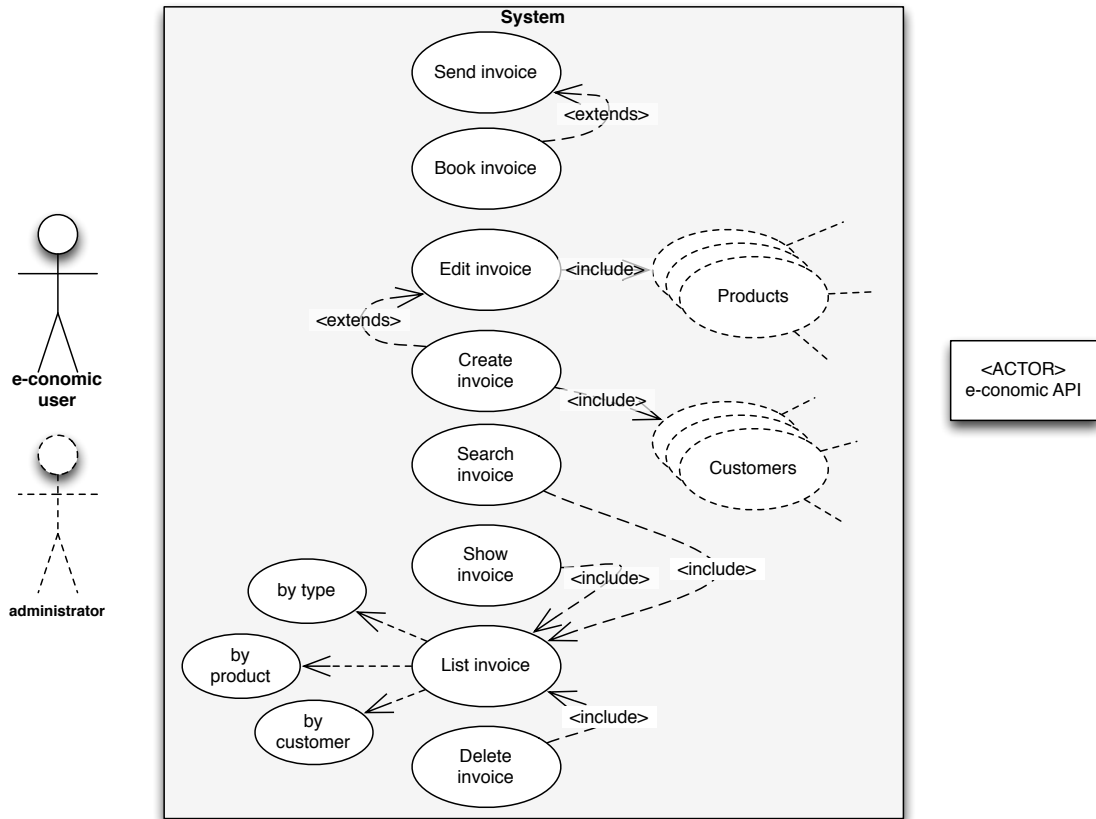 System
Send invoice
<extends>
Book invoice
Edit invoice
<include>
Products
<extends>
Create
invoice
<include>
Customers
e-conomic
user
<ACTOR>
e-conomic API
Search
invoice
Show
invoice
<include>
<include>
administrator
by type
List invoice
by
product
by
customer
<include>
Delete
invoice